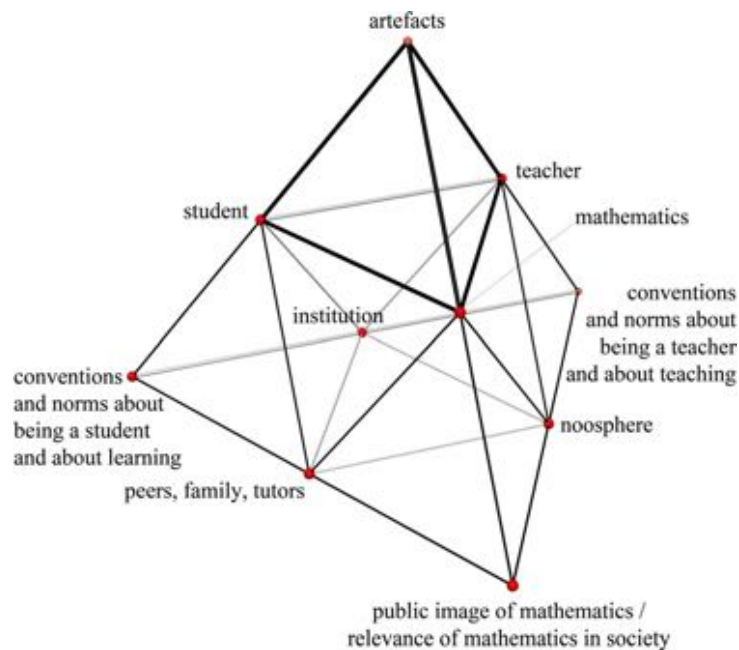 artefacts
teacher
student
mathematics
institution
conventions
and norms about
being a teacher
and about teaching
conventions
and norms about
being a student
and about learning
noosphere
peers, family, tutors
public image of mathematics /
relevance of mathematics in society